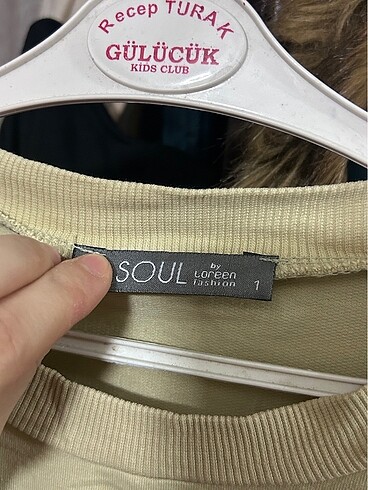 Recep TURAK
GÜLÜCÜK
KIDS CLUB
SOUL
by
Loreen
fashion
1